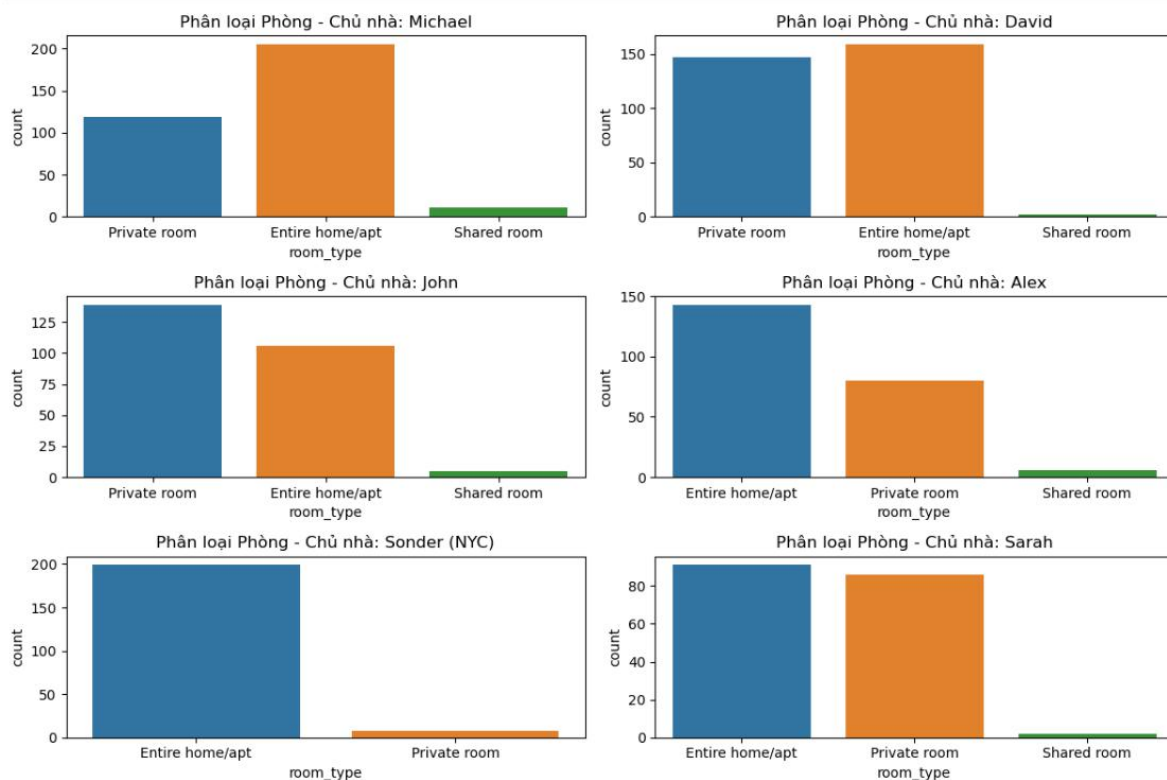 Phân loại Phòng - Chủ nhà: Michael
200
150
100
50
0
count
Private room Entire home/apt Shared room
room_type
Phân loại Phòng - Chủ nhà: David
150
100
50
0
count
Private room Entire home/apt Shared room
room_type
Phân loại Phòng - Chủ nhà: John
125
100
75
50
25
0
count
Private room Entire home/apt Shared room
room_type
Phân loại Phòng - Chủ nhà: Alex
150
100
50
0
count
Entire home/apt Private room Shared room
room_type
Phân loại Phòng - Chủ nhà: Sonder (NYC)
200
150
100
50
0
count
Entire home/apt Private room
room_type
Phân loại Phòng - Chủ nhà: Sarah
80
60
40
20
0
count
Entire home/apt Private room Shared room
room_type